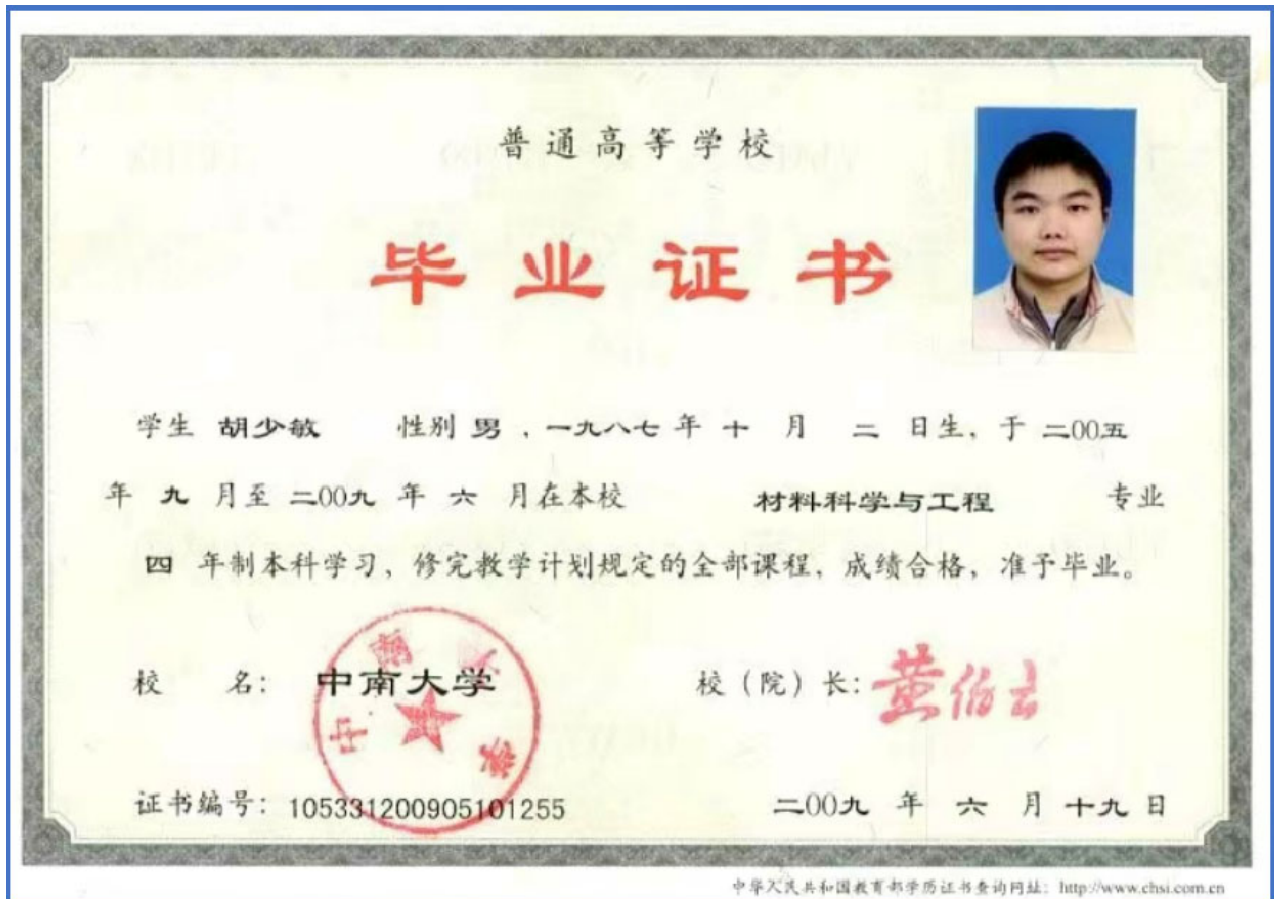 普通高等学校
毕业证书
学生 胡少敏 性别 男 , 一九八七 年 十 月 二 日生, 于 二00五
年 九 月至 二00九 年 六 月在本校 材料科学与工程 专业
四 年制本科学习、修完教学计划规定的全部课程, 成绩合格, 准予毕业。
校 名: 中南大学
中南大学
校（院）长: 黄伯云
证书编号: 105331200905101255
二00九 年 六 月 十九 日
中华人民共和国教育部学历证书查询网址: http://www.chsi.com.cn